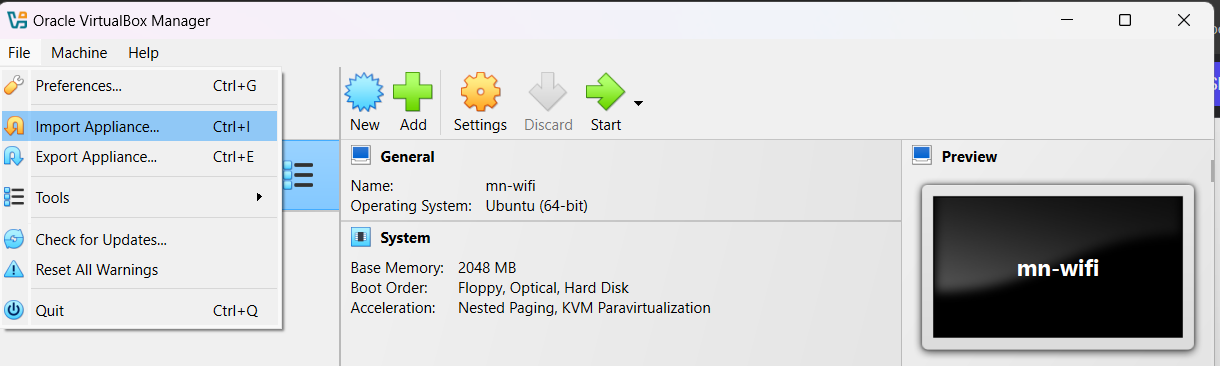 Oracle VirtualBox Manager
File Machine Help
Preferences... Ctrl+G
Import Appliance... Ctrl+I
Export Appliance... Ctrl+E
Tools
Check for Updates...
Reset All Warnings
Quit Ctrl+Q
New Add Settings Discard Start
General
Name: mn-wifi
Operating System: Ubuntu (64-bit)
System
Base Memory: 2048 MB
Boot Order: Floppy, Optical, Hard Disk
Acceleration: Nested Paging, KVM Paravirtualization
Preview
mn-wifi